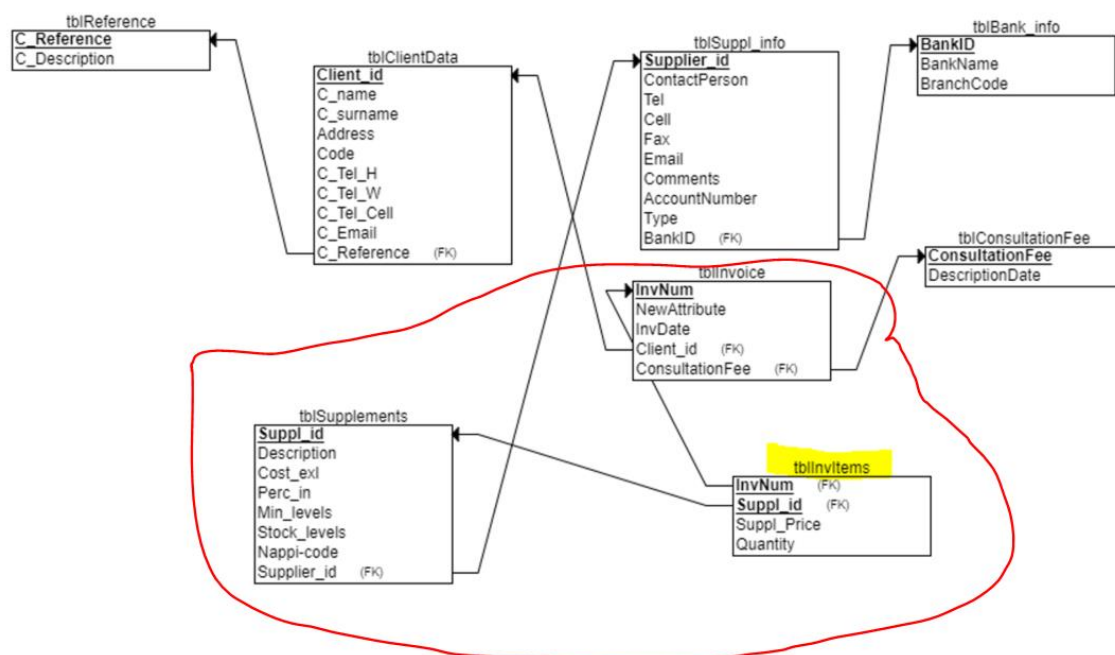 tblReference
C_Reference
C_Description
tblClientData
Client_id
C_name
C_surname
Address
Code
C_Tel_H
C_Tel_W
C_Tel_Cell
C_Email
C_Reference (FK)
tblSuppl_info
Supplier_id
ContactPerson
Tel
Cell
Fax
Email
Comments
AccountNumber
Type
BankID (FK)
tblBank_info
BankID
BankName
BranchCode
tblConsultationFee
ConsultationFee
DescriptionDate
tblInvoice
InvNum
NewAttribute
InvDate
Client_id (FK)
ConsultationFee (FK)
tblSupplements
Suppl_id
Description
Cost_exl
Perc_in
Min_levels
Stock_levels
Nappi-code
Supplier_id (FK)
tblInvItems
InvNum (FK)
Suppl_id (FK)
Suppl_Price
Quantity